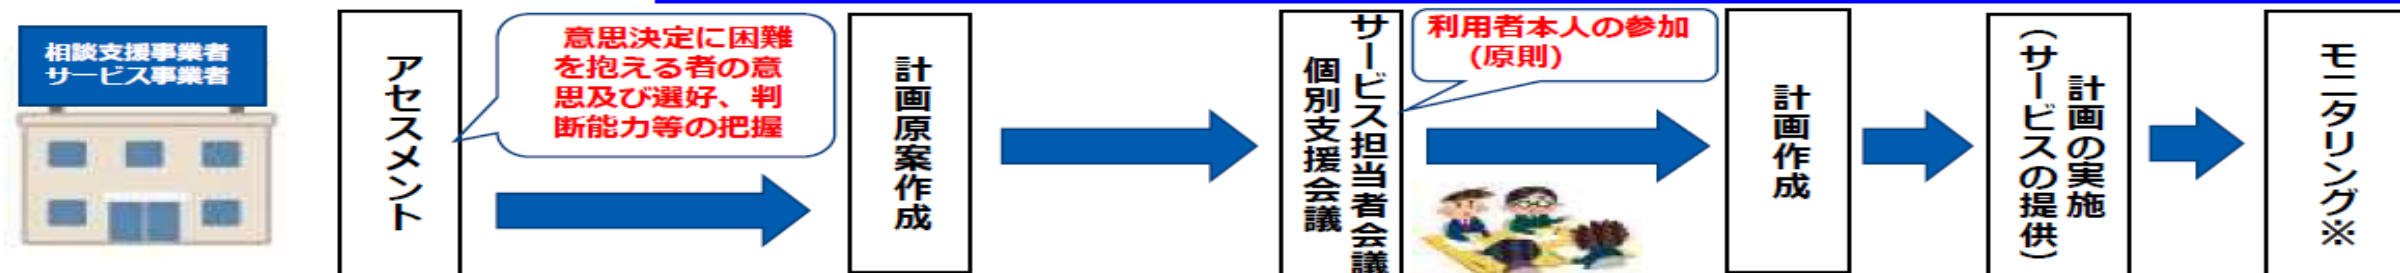 相談支援事業者
サービス事業者
アセスメント
意思決定に困難
を抱える者の意
思及び選好、判
断能力等の把握
計画原案作成
サービス担当者会議
個別支援会議
利用者本人の参加
(原則)
計画作成
計画の実施
(サービスの提供)
モニタリング※